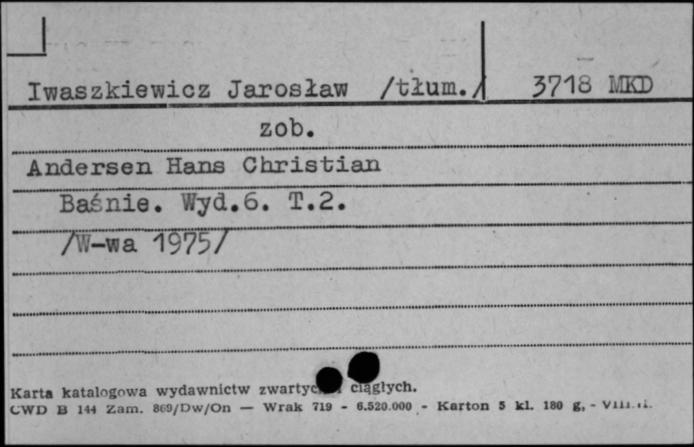 Iwaszkiewicz Jarosław /tłum./ 3718 MKD
zob.
Andersen Hans Christian
Baśnie. Wyd.6. T.2.
/W-wa 1975/
Karta katalogowa wydawnictw ciągłych.
CWD B 144 Zam. 869/Dw/On — Wrak 719 - 6.520.000 - Karton 5 kl. 180 g, -